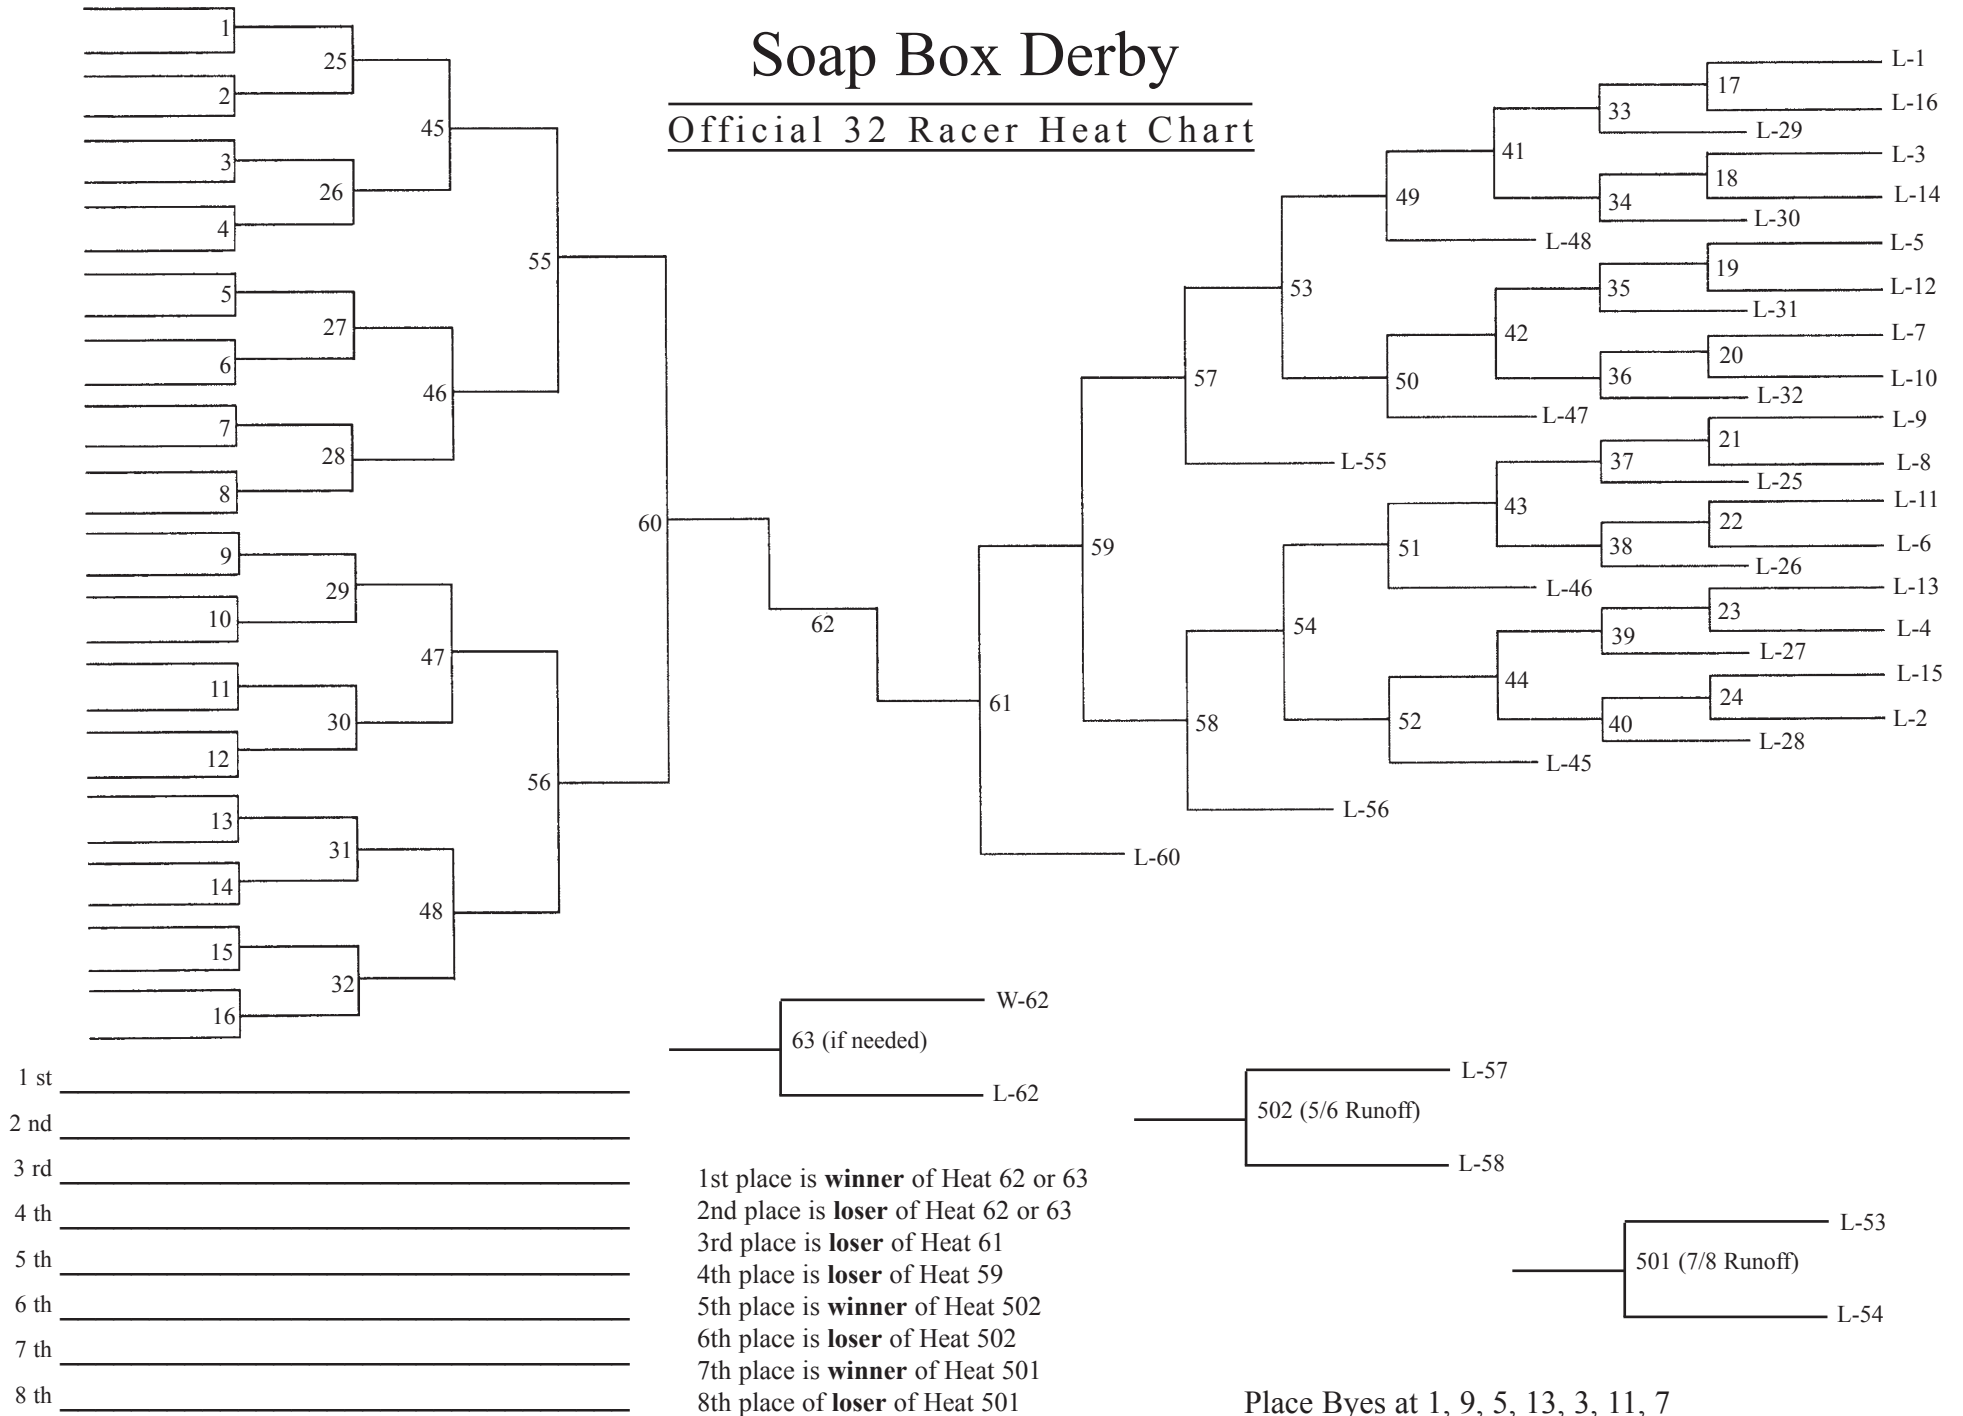 Soap Box Derby
Official 32 Racer Heat Chart
1
2
3
4
5
6
7
8
9
10
11
12
13
14
15
16
25
26
27
28
29
30
31
32
45
46
47
48
55
56
60
62
61
59
57
58
53
54
49
50
51
52
41
42
43
44
33
34
35
36
37
38
39
40
17
18
19
20
21
22
23
24
L-1
L-16
L-29
L-3
L-14
L-30
L-48
L-5
L-12
L-31
L-7
L-10
L-32
L-47
L-9
L-55
L-8
L-25
L-11
L-6
L-26
L-46
L-13
L-4
L-27
L-15
L-2
L-28
L-45
L-56
L-60
W-62
63 (if needed)
L-62
L-57
502 (5/6 Runoff)
L-58
L-53
501 (7/8 Runoff)
L-54
1 st
2 nd
3 rd
4 th
5 th
6 th
7 th
8 th
1st place is winner of Heat 62 or 63
2nd place is loser of Heat 62 or 63
3rd place is loser of Heat 61
4th place is loser of Heat 59
5th place is winner of Heat 502
6th place is loser of Heat 502
7th place is winner of Heat 501
8th place of loser of Heat 501
Place Byes at 1, 9, 5, 13, 3, 11, 7